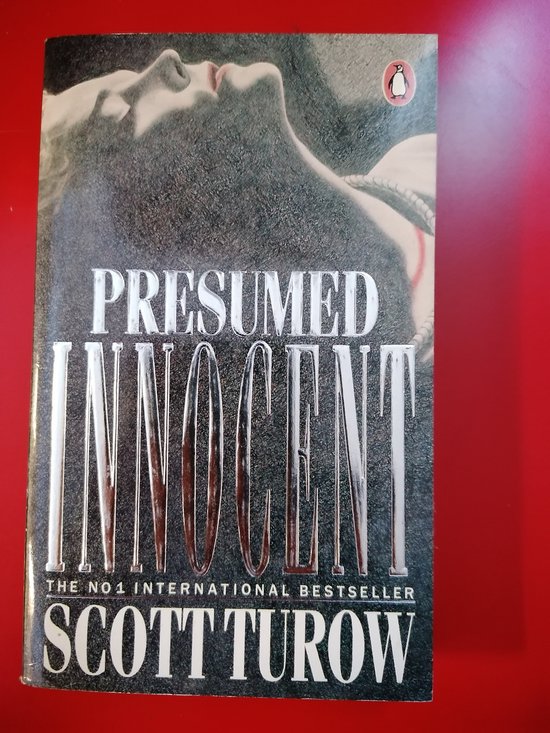 PRESUMED
INNOCENT
THE NO1 INTERNATIONAL BESTSELLER
SCOTT TUROW